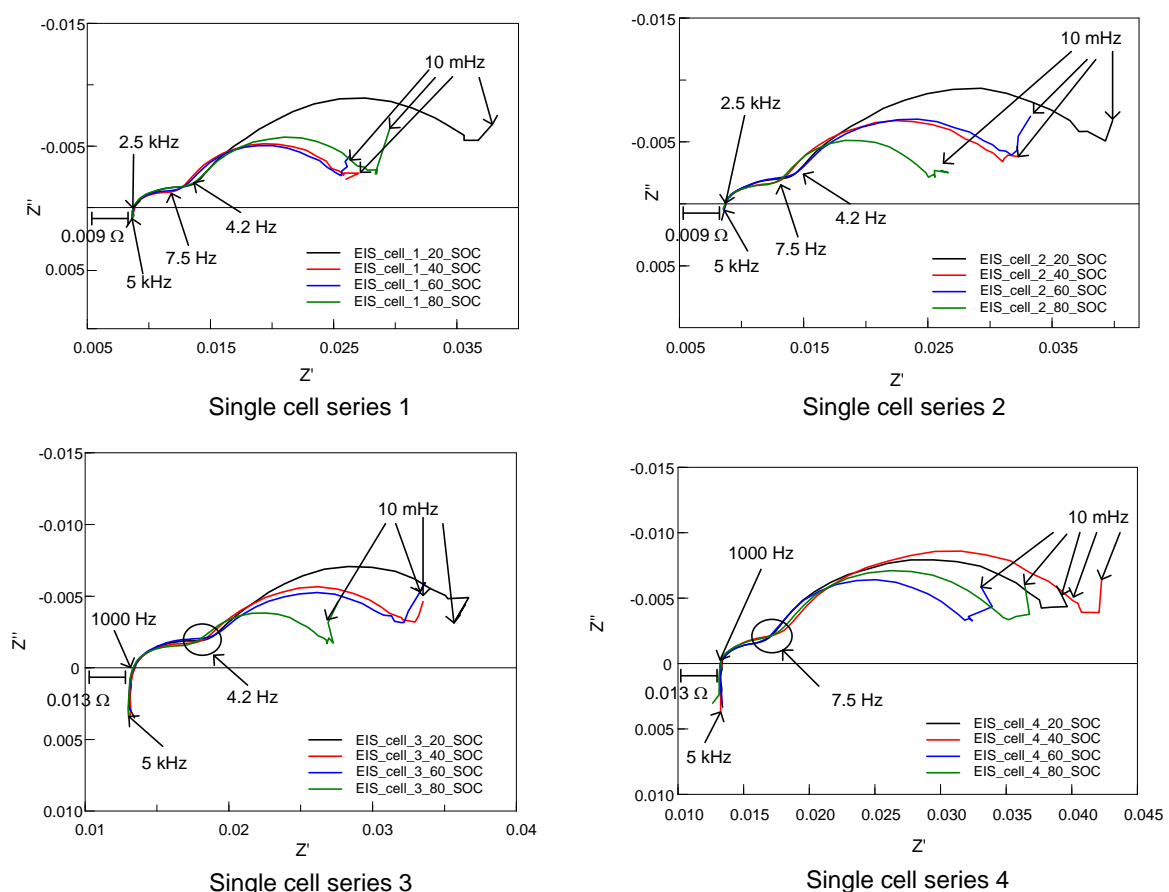 -0.015
-0.010
-0.005
0
0.005
0.005
0.015
0.025
0.035
Z''
Z'
10 mHz
2.5 kHz
4.2 Hz
7.5 Hz
0.009 Ω
5 kHz
EIS_cell_1_20_SOC
EIS_cell_1_40_SOC
EIS_cell_1_60_SOC
EIS_cell_1_80_SOC
Single cell series 1
-0.015
-0.010
-0.005
0
0.005
0.005
0.015
0.025
0.035
Z''
Z'
10 mHz
2.5 kHz
4.2 Hz
7.5 Hz
0.009 Ω
5 kHz
EIS_cell_2_20_SOC
EIS_cell_2_40_SOC
EIS_cell_2_60_SOC
EIS_cell_2_80_SOC
Single cell series 2
-0.015
-0.010
-0.005
0
0.005
0.010
0.01
0.02
0.03
0.04
Z''
Z'
10 mHz
1000 Hz
4.2 Hz
0.013 Ω
5 kHz
EIS_cell_3_20_SOC
EIS_cell_3_40_SOC
EIS_cell_3_60_SOC
EIS_cell_3_80_SOC
Single cell series 3
-0.015
-0.010
-0.005
0
0.005
0.010
0.010
0.015
0.020
0.025
0.030
0.035
0.040
0.045
Z''
Z'
10 mHz
1000 Hz
7.5 Hz
0.013 Ω
5 kHz
EIS_cell_4_20_SOC
EIS_cell_4_40_SOC
EIS_cell_4_60_SOC
EIS_cell_4_80_SOC
Single cell series 4